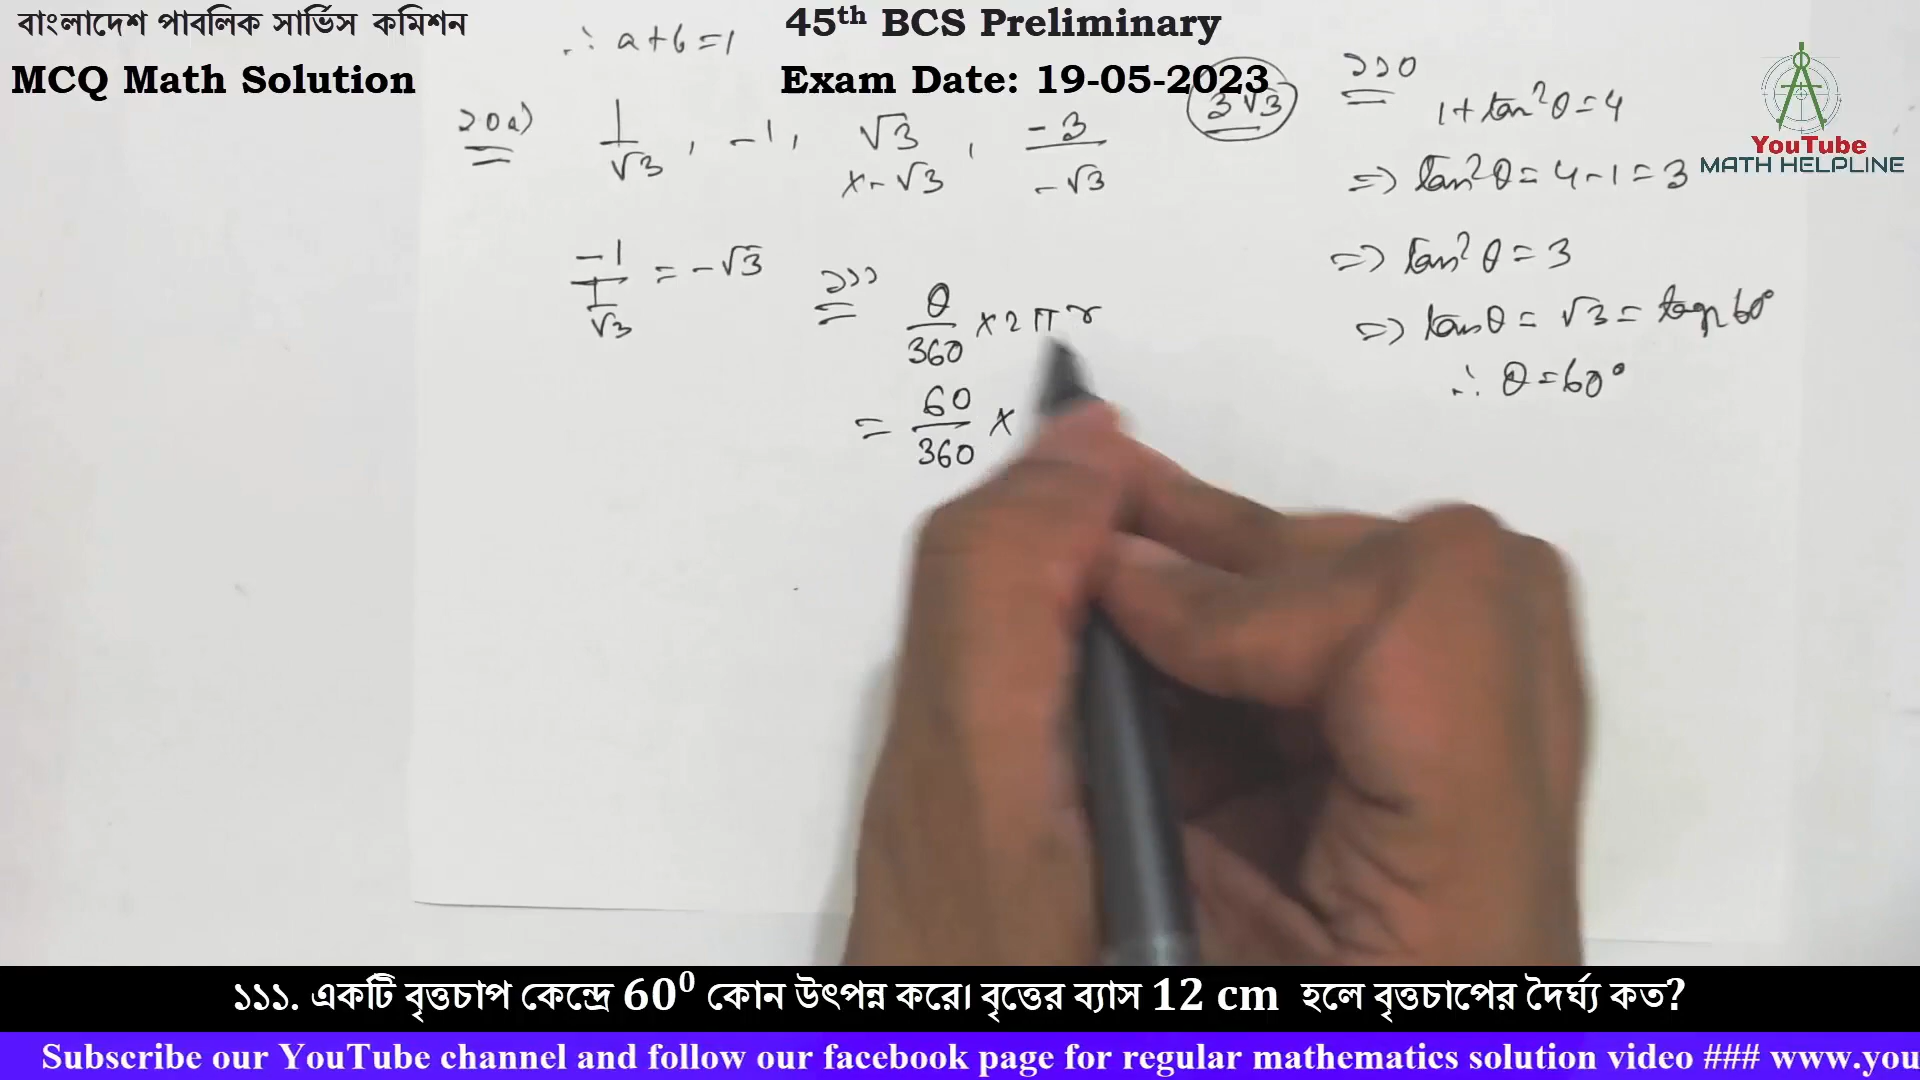 বাংলাদেশ পাবলিক সার্ভিস কমিশন
MCQ Math Solution
45th BCS Preliminary
Exam Date: 19-05-2023
YouTube
MATH HELPLINE
∴ a+b=1
১০৯) 1/√3 , -1, √3 , -3/-√3
×-√3
3√3
-1/(1/√3) = -√3
১১০
1+tan²θ=4
=> tan²θ=4-1=3
=> tan²θ=3
=> tanθ=√3=tan60°
∴ θ=60°
১১১
θ/360 ×2πr
= 60/360 ×
১১১. একটি বৃত্তচাপ কেন্দ্রে 60⁰ কোন উৎপন্ন করে। বৃত্তের ব্যাস 12 cm হলে বৃত্তচাপের দৈর্ঘ্য কত?
Subscribe our YouTube channel and follow our facebook page for regular mathematics solution video ### www.you